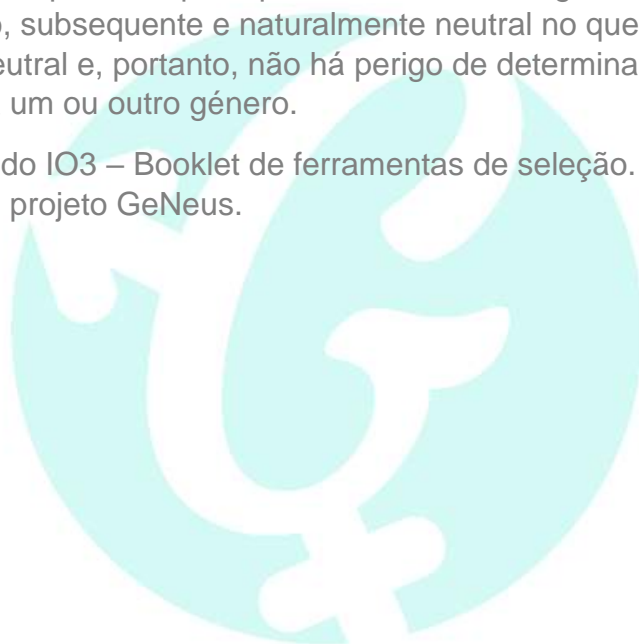 , subsequente e naturalmente neutral no que
eutral e, portanto, não há perigo de determina
um ou outro género.
do IO3 – Booklet de ferramentas de seleção.
projeto GeNeus.